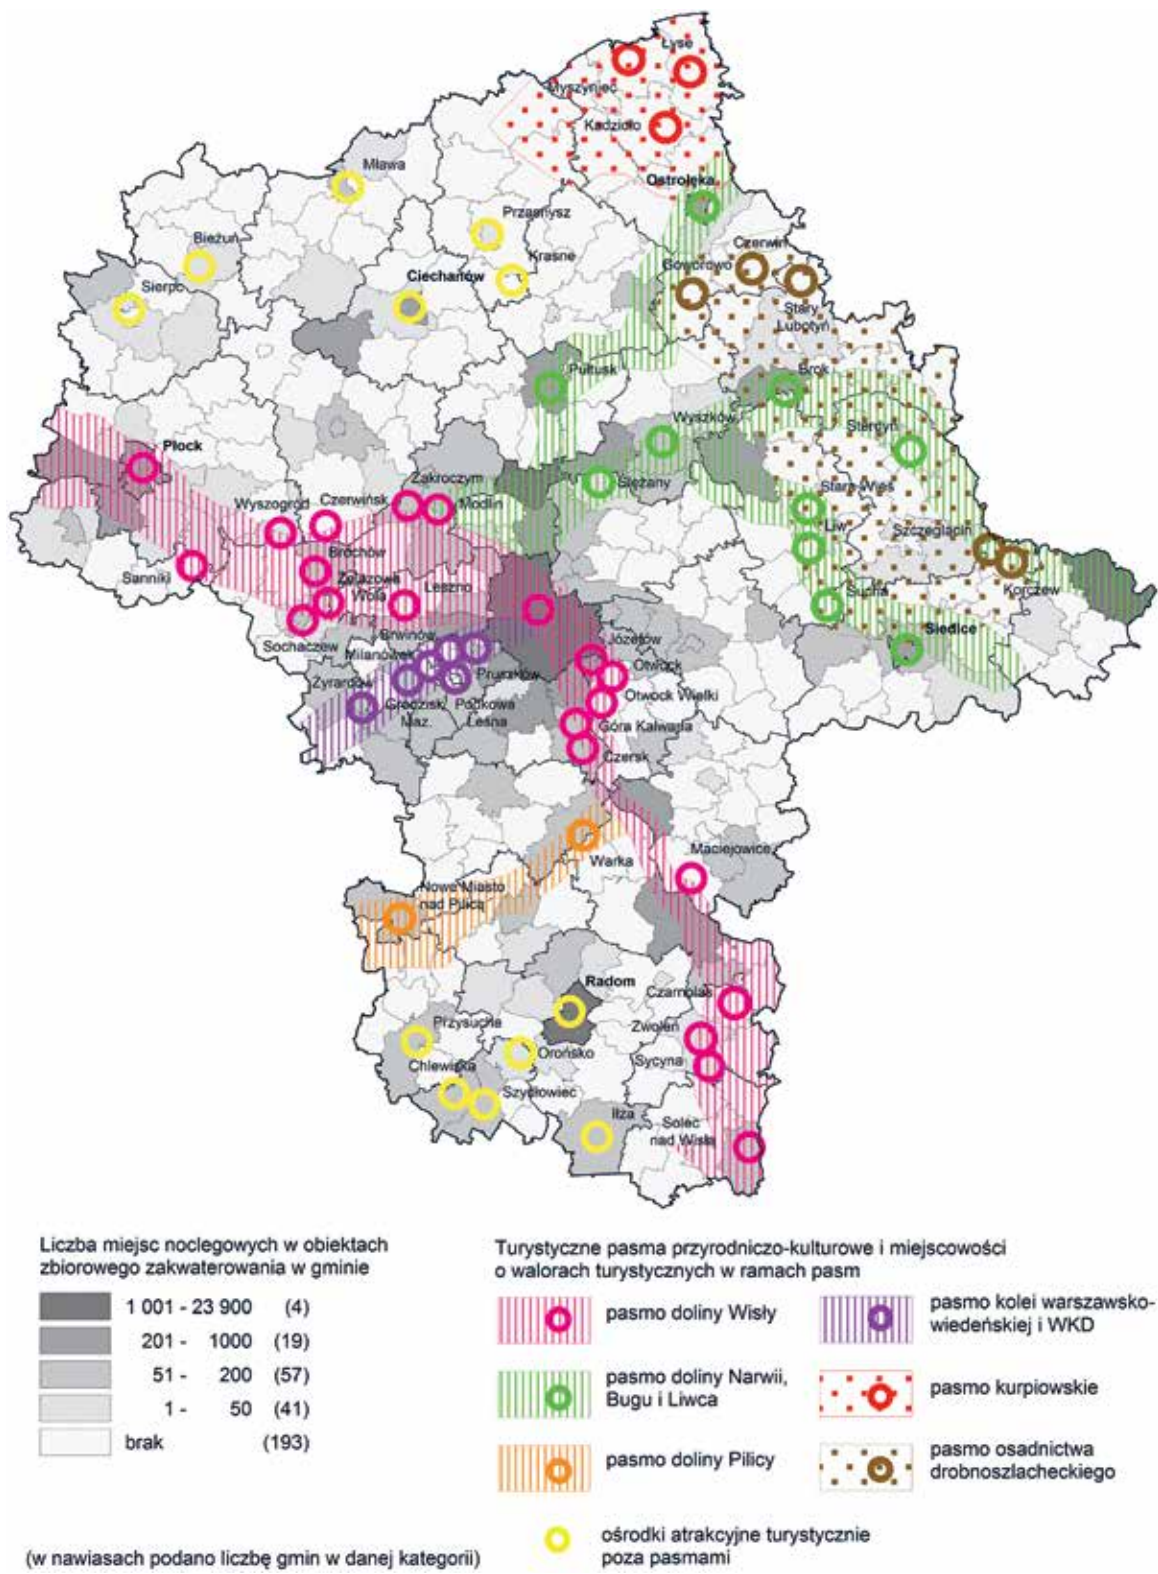 Łyse
Myszyniec
Kadzidło
Mława
Ostrołęka
Przasnysz
Bieżuń
Czerwin
Krasne
Goworowo
Ciechanów
Sierpc
Stary
Lubotyń
Pułtusk
Brok
Wyszków
Sterdyń
Płock
Zakroczym
Ślężany
Stara Wieś
Wyszogród
Czerwińsk
Modlin
Liw
Szczeglacin
Brochów
Sanniki
Żelazowa
Wola
Leszno
Sucha
Korczew
Siedlce
Sochaczew
Brwinów
Józefów
Milanówek
Otwock
Żyrardów
Pruszków
Otwock Wielki
Grodzisk
Maz.
Podkowa
Leśna
Góra Kalwaria
Czersk
Maciejowice
Warka
Nowe Miasto
nad Pilicą
Radom
Czarnolas
Przysucha
Zwoleń
Orońsko
Sycyna
Chlewiska
Szydłowiec
Iłża
Solec
nad Wisłą
Liczba miejsc noclegowych w obiektach
zbiorowego zakwaterowania w gminie
1 001 - 23 900 (4)
201 - 1000 (19)
51 - 200 (57)
1 - 50 (41)
brak (193)
(w nawiasach podano liczbę gmin w danej kategorii)
Turystyczne pasma przyrodniczo-kulturowe i miejscowości
o walorach turystycznych w ramach pasm
pasmo doliny Wisły
pasmo doliny Narwii,
Bugu i Liwca
pasmo doliny Pilicy
pasmo kolei warszawsko-
wiedeńskiej i WKD
pasmo kurpiowskie
pasmo osadnictwa
drobnoszlacheckiego
ośrodki atrakcyjne turystycznie
poza pasmami